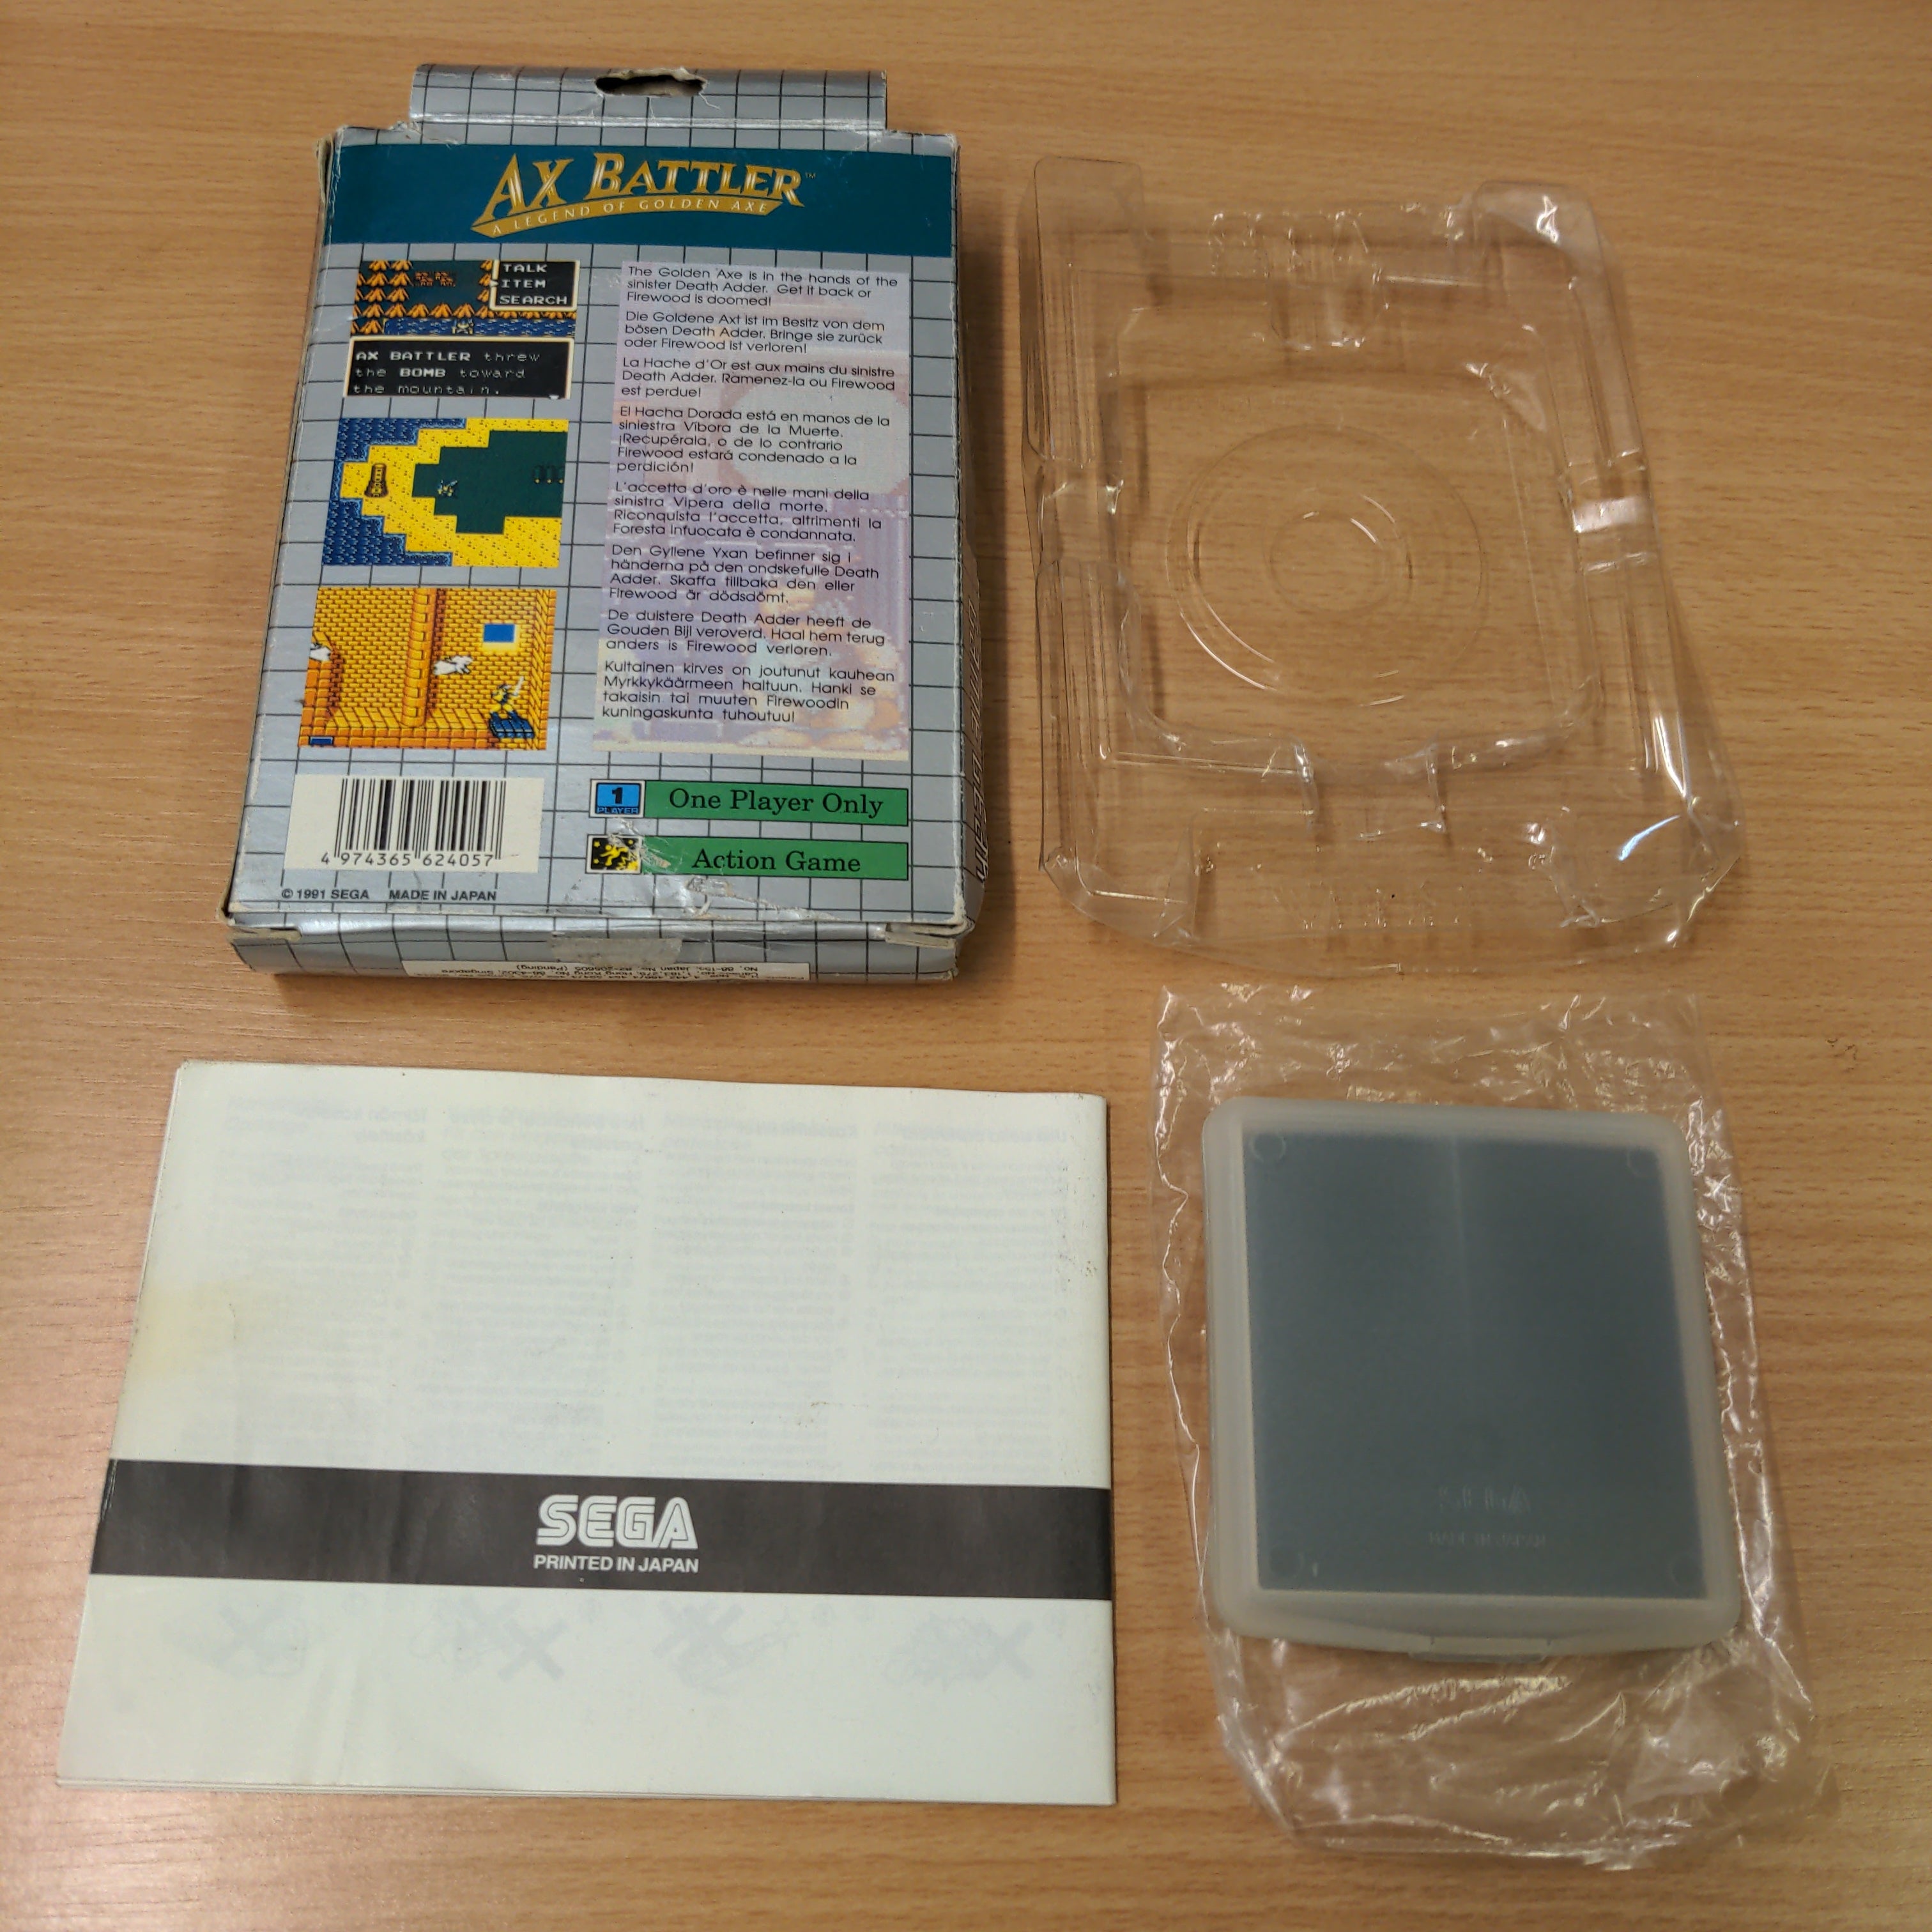 AX BATTLER™
A LEGEND OF GOLDEN AXE
TALK
ITEM
SEARCH
AX BATTLER threw
the BOMB toward
the mountain.
The Golden Axe is in the hands of the
sinister Death Adder. Get it back or
Firewood is doomed!
Die Goldene Axt ist im Besitz von dem
bösen Death Adder. Bringe sie zurück
oder Firewood ist verloren!
La Hache d'Or est aux mains du sinistre
Death Adder. Ramenez-la ou Firewood
est perdue!
El Hacha Dorada está en manos de la
siniestra Víbora de la Muerte.
¡Recupérala, o de lo contrario
Firewood estará condenado a la
perdición!
L'accetta d'oro è nelle mani della
sinistra Vipera della morte.
Riconquista l'accetta, altrimenti la
Foresta infuocata è condannata.
Den Gyllene Yxan befinner sig i
händerna på den ondskefulle Death
Adder. Skaffa tillbaka den eller
Firewood är dödsdömt.
De duistere Death Adder heeft de
Gouden Bijl veroverd. Haal hem terug
anders is Firewood verloren.
Kultainen kirves on joutunut kauhean
Myrkkykäärmeen haltuun. Hanki se
takaisin tai muuten Firewoodin
kuningaskunta tuhoutuu!
1
PLAYER
One Player Only
Action Game
4 974365 624057
© 1991 SEGA MADE IN JAPAN
SEGA
PRINTED IN JAPAN
SEGA
MADE IN JAPAN